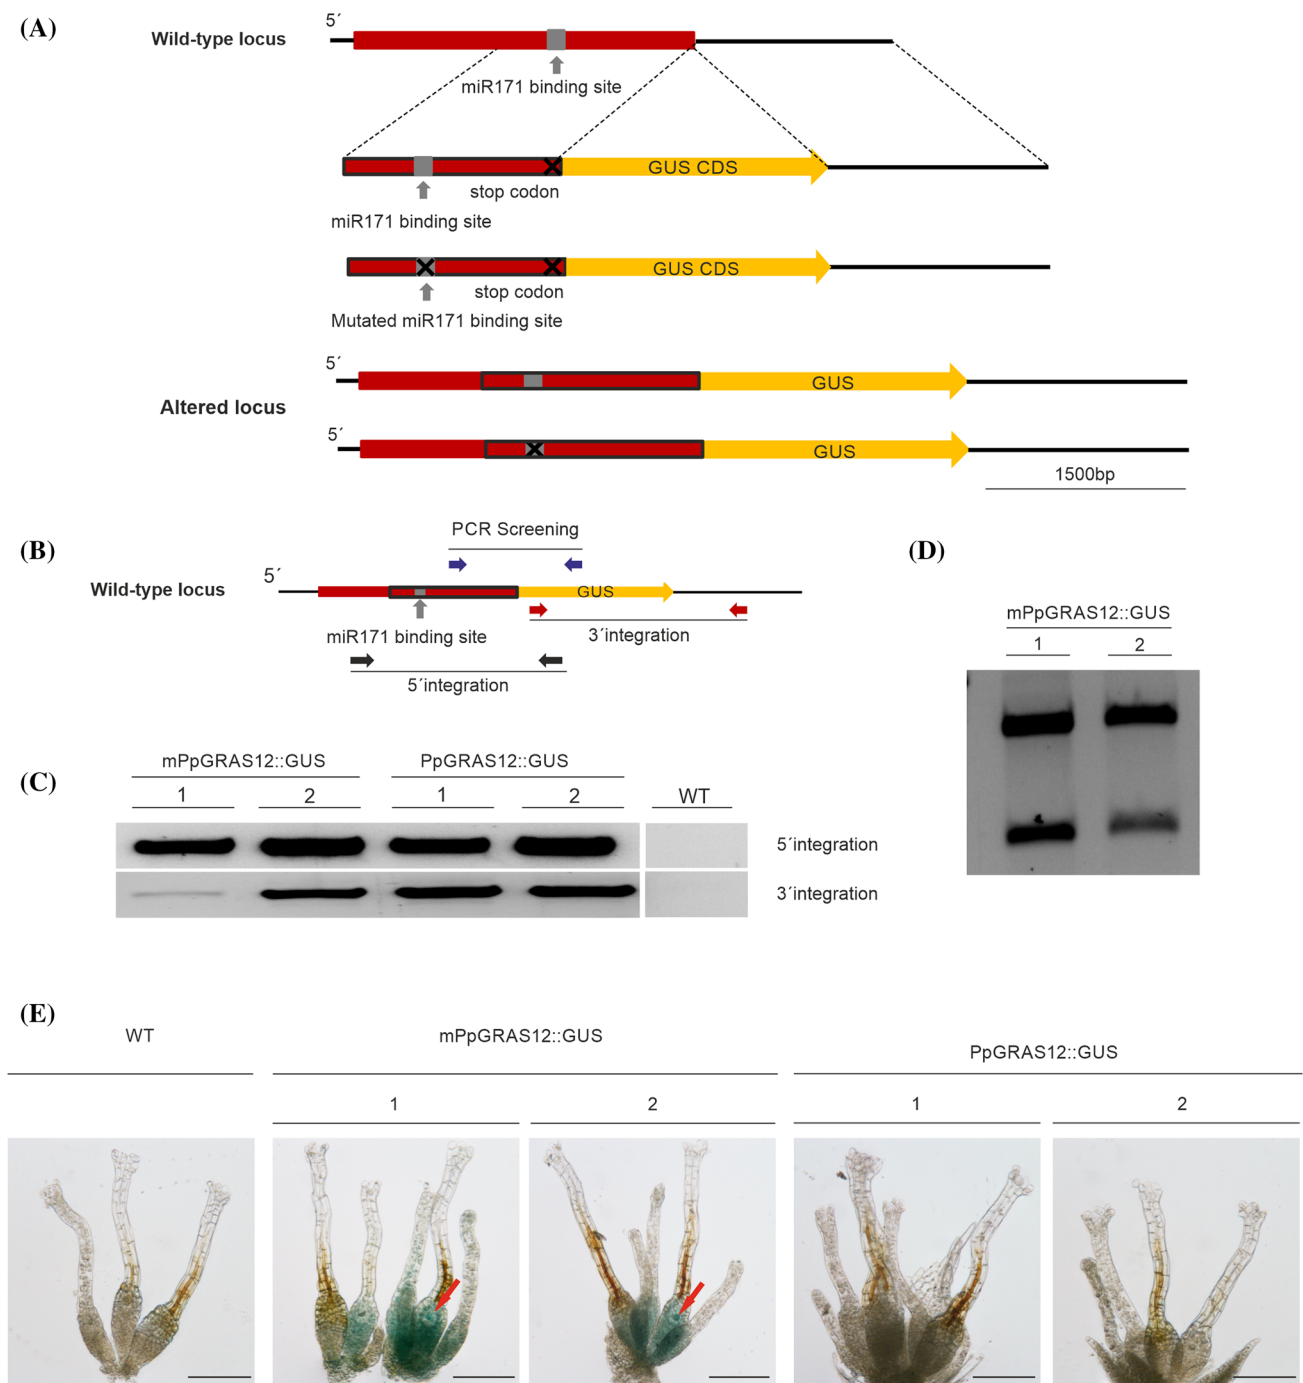 (A)
5´
Wild-type locus
miR171 binding site
GUS CDS
stop codon
miR171 binding site
GUS CDS
stop codon
Mutated miR171 binding site
5´
GUS
Altered locus
5´
GUS
1500bp
(B)
PCR Screening
5´
Wild-type locus
GUS
miR171 binding site
3´integration
5´integration
(D)
mPpGRAS12::GUS
1 2
(C)
mPpGRAS12::GUS PpGRAS12::GUS
1 2 1 2 WT
5´integration
3´integration
(E)
WT mPpGRAS12::GUS PpGRAS12::GUS
1 2 1 2